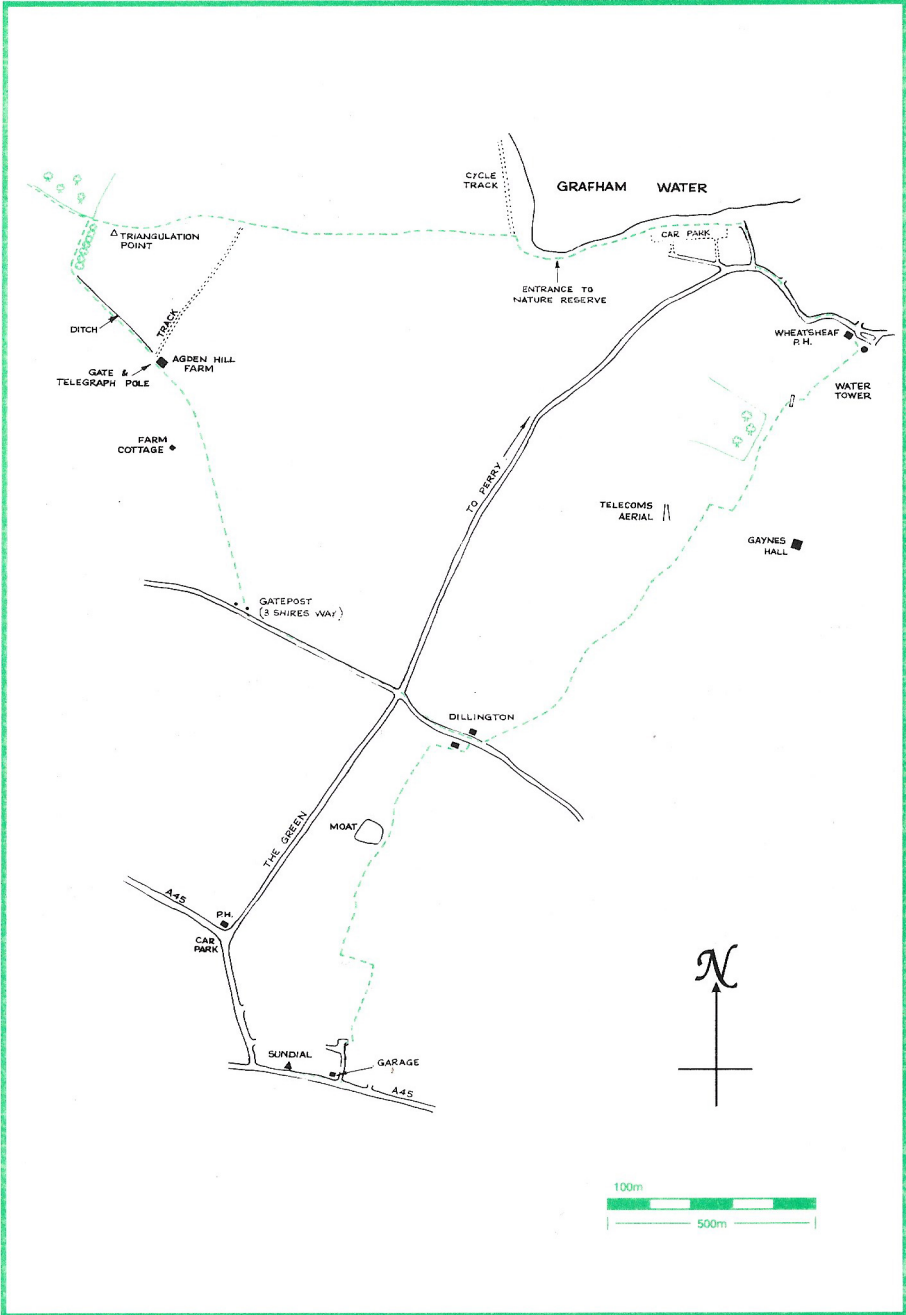 CYCLE
TRACK
GRAFHAM WATER
CAR PARK
TRIANGULATION
POINT
ENTRANCE TO
NATURE RESERVE
DITCH
TRACK
WHEATSHEAF
P.H.
AGDEN HILL
FARM
GATE &
TELEGRAPH POLE
WATER
TOWER
FARM
COTTAGE
TO PERRY
TELECOMS
AERIAL
GAYNES
HALL
GATEPOST
(3 SHIRES WAY)
DILLINGTON
MOAT
THE GREEN
A45
P.H.
CAR
PARK
N
SUNDIAL
GARAGE
A45
100m
500m